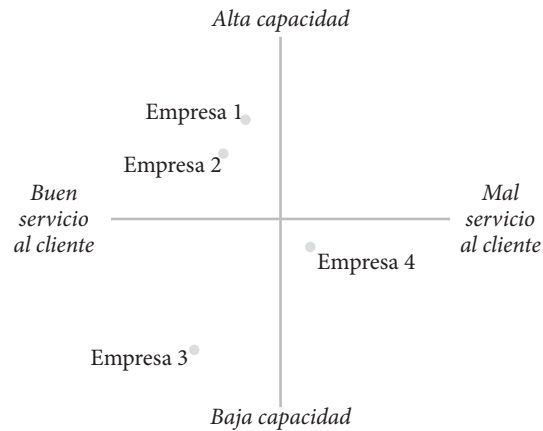 Alta capacidad
Empresa 1
Empresa 2
Buen
servicio
al cliente
Mal
servicio
al cliente
Empresa 4
Empresa 3
Baja capacidad